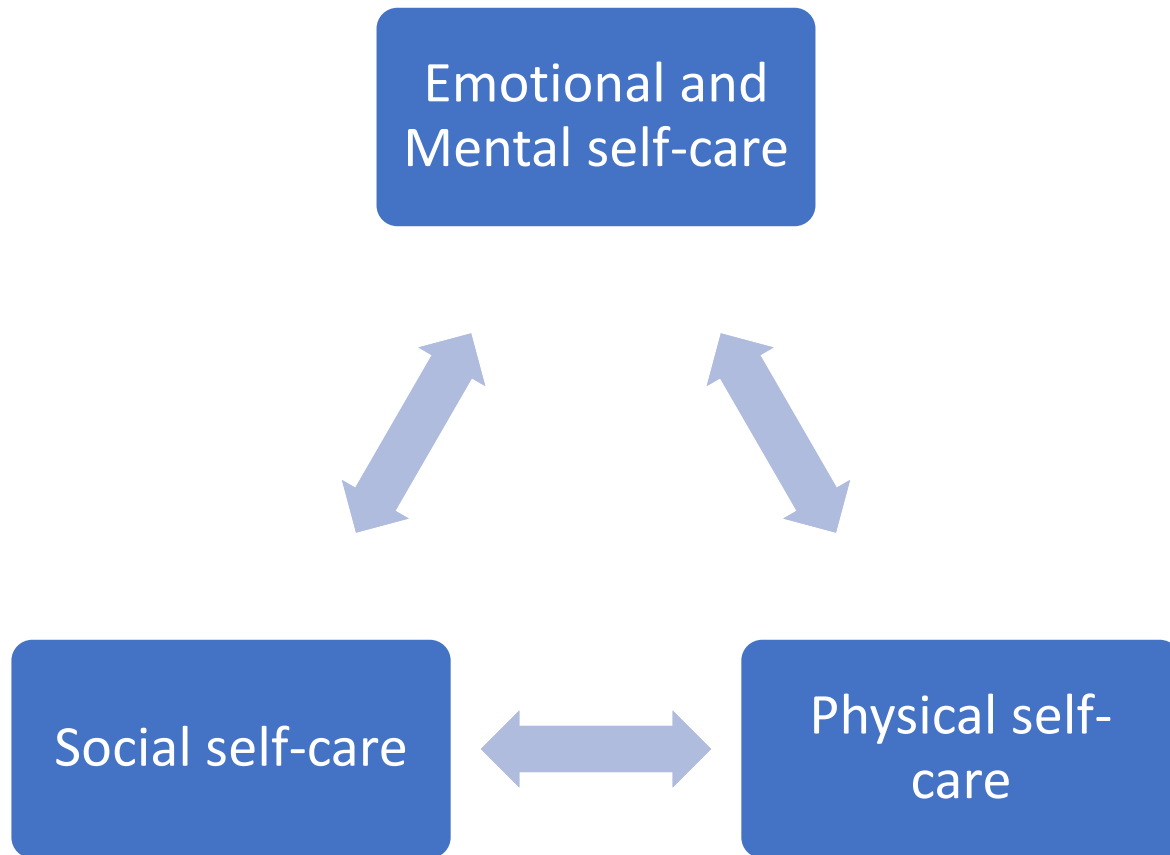 Emotional and
Mental self-care
Social self-care
Physical self-
care